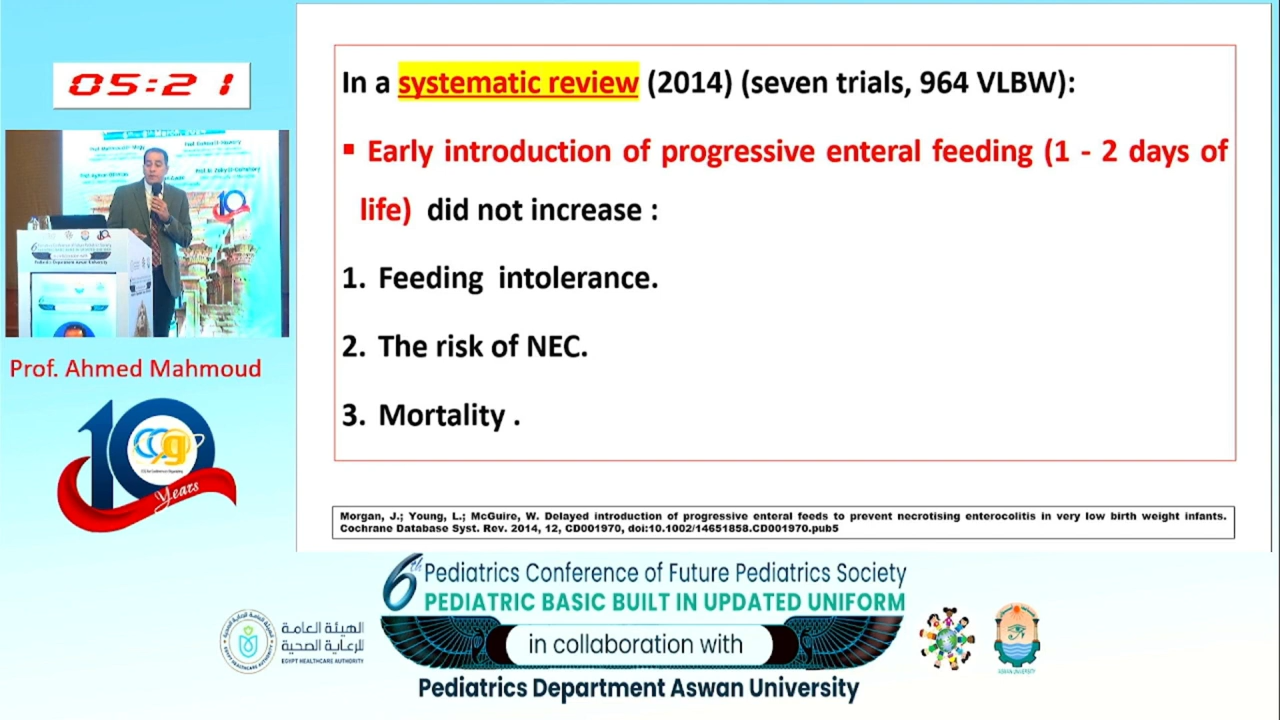 05:21
Prof. Ahmed Mahmoud
10
CCg
Years
In a systematic review (2014) (seven trials, 964 VLBW):
▪ Early introduction of progressive enteral feeding (1 - 2 days of
life) did not increase :
1. Feeding intolerance.
2. The risk of NEC.
3. Mortality .
Morgan, J.; Young, L.; McGuire, W. Delayed introduction of progressive enteral feeds to prevent necrotising enterocolitis in very low birth weight infants.
Cochrane Database Syst. Rev. 2014, 12, CD001970, doi:10.1002/14651858.CD001970.pub5
6th Pediatrics Conference of Future Pediatrics Society
PEDIATRIC BASIC BUILT IN UPDATED UNIFORM
in collaboration with
Pediatrics Department Aswan University
الهيئة العامة
للرعاية الصحية
EGYPT HEALTHCARE AUTHORITY
ASWAN UNIVERSITY